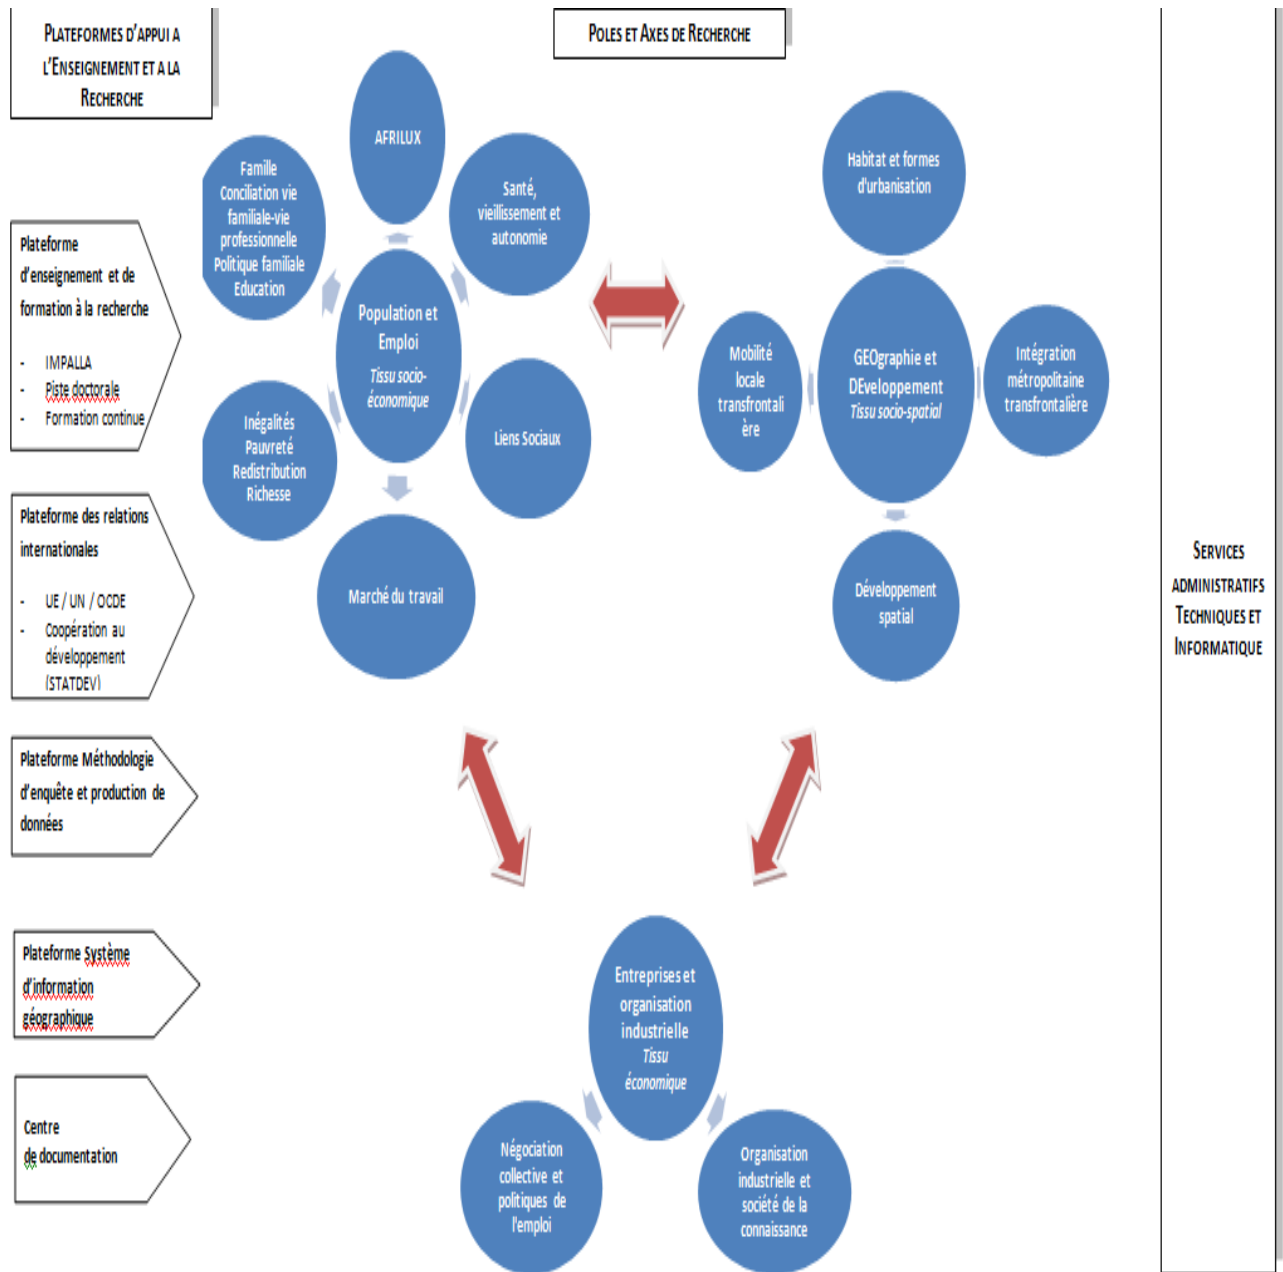 PLATEFORMES D'APPUI A
L'ENSEIGNEMENT ET A LA
RECHERCHE
POLES ET AXES DE RECHERCHE
Plateforme
d'enseignement et de
formation à la recherche
- IMPALLA
- Piste doctorale
- Formation continue
Plateforme des relations
internationales
- UE / UN / OCDE
- Coopération au
développement
(STATDEV)
Plateforme Méthodologie
d'enquête et production de
données
Plateforme Système
d'information
géographique
Centre
de documentation
AFRILUX
Famille
Conciliation vie
familiale-vie
professionnelle
Politique familiale
Education
Santé,
vieillissement et
autonomie
Population et
Emploi
Tissu socio-
économique
Inégalités
Pauvreté
Redistribution
Richesse
Liens Sociaux
Marché du travail
Habitat et formes
d'urbanisation
Mobilité
locale
transfrontali
ère
GEOgraphie et
DEveloppement
Tissu socio-spatial
Intégration
métropolitaine
transfrontalière
Développement
spatial
Entreprises et
organisation
industrielle
Tissu
économique
Négociation
collective et
politiques de
l'emploi
Organisation
industrielle et
société de la
connaissance
SERVICES
ADMINISTRATIFS
TECHNIQUES ET
INFORMATIQUE